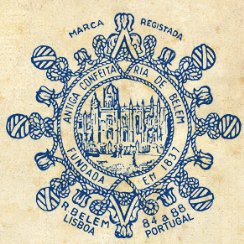 MARCA REGISTADA
ANTIGA CONFEITARIA DE BELEM
FUNDADA EM 1837
R. BELEM 84 a 88
LISBOA PORTUGAL